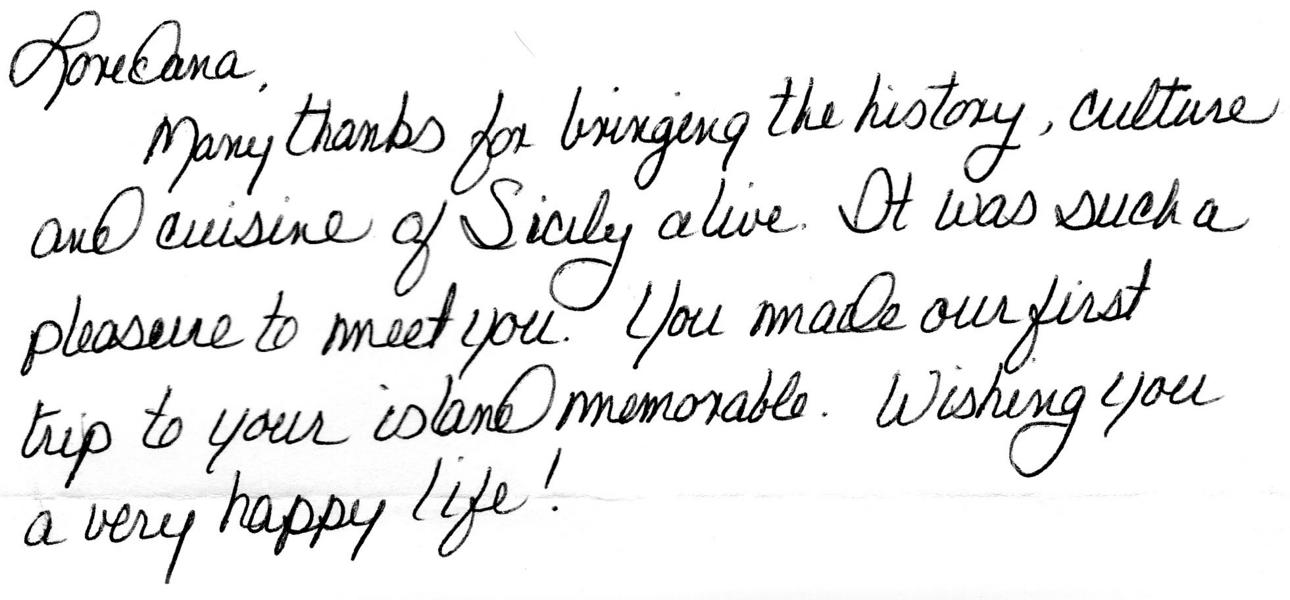 Loredana,
Many thanks for bringing the history, culture
and cuisine of Sicily alive. It was such a
pleasure to meet you. You made our first
trip to your island memorable. Wishing you
a very happy life!